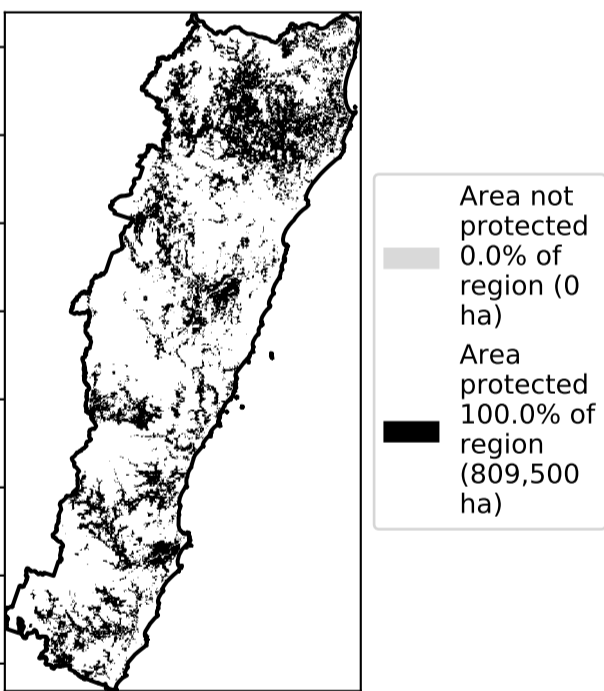 Area not
protected
0.0% of
region (0
ha)
Area
protected
100.0% of
region
(809,500
ha)